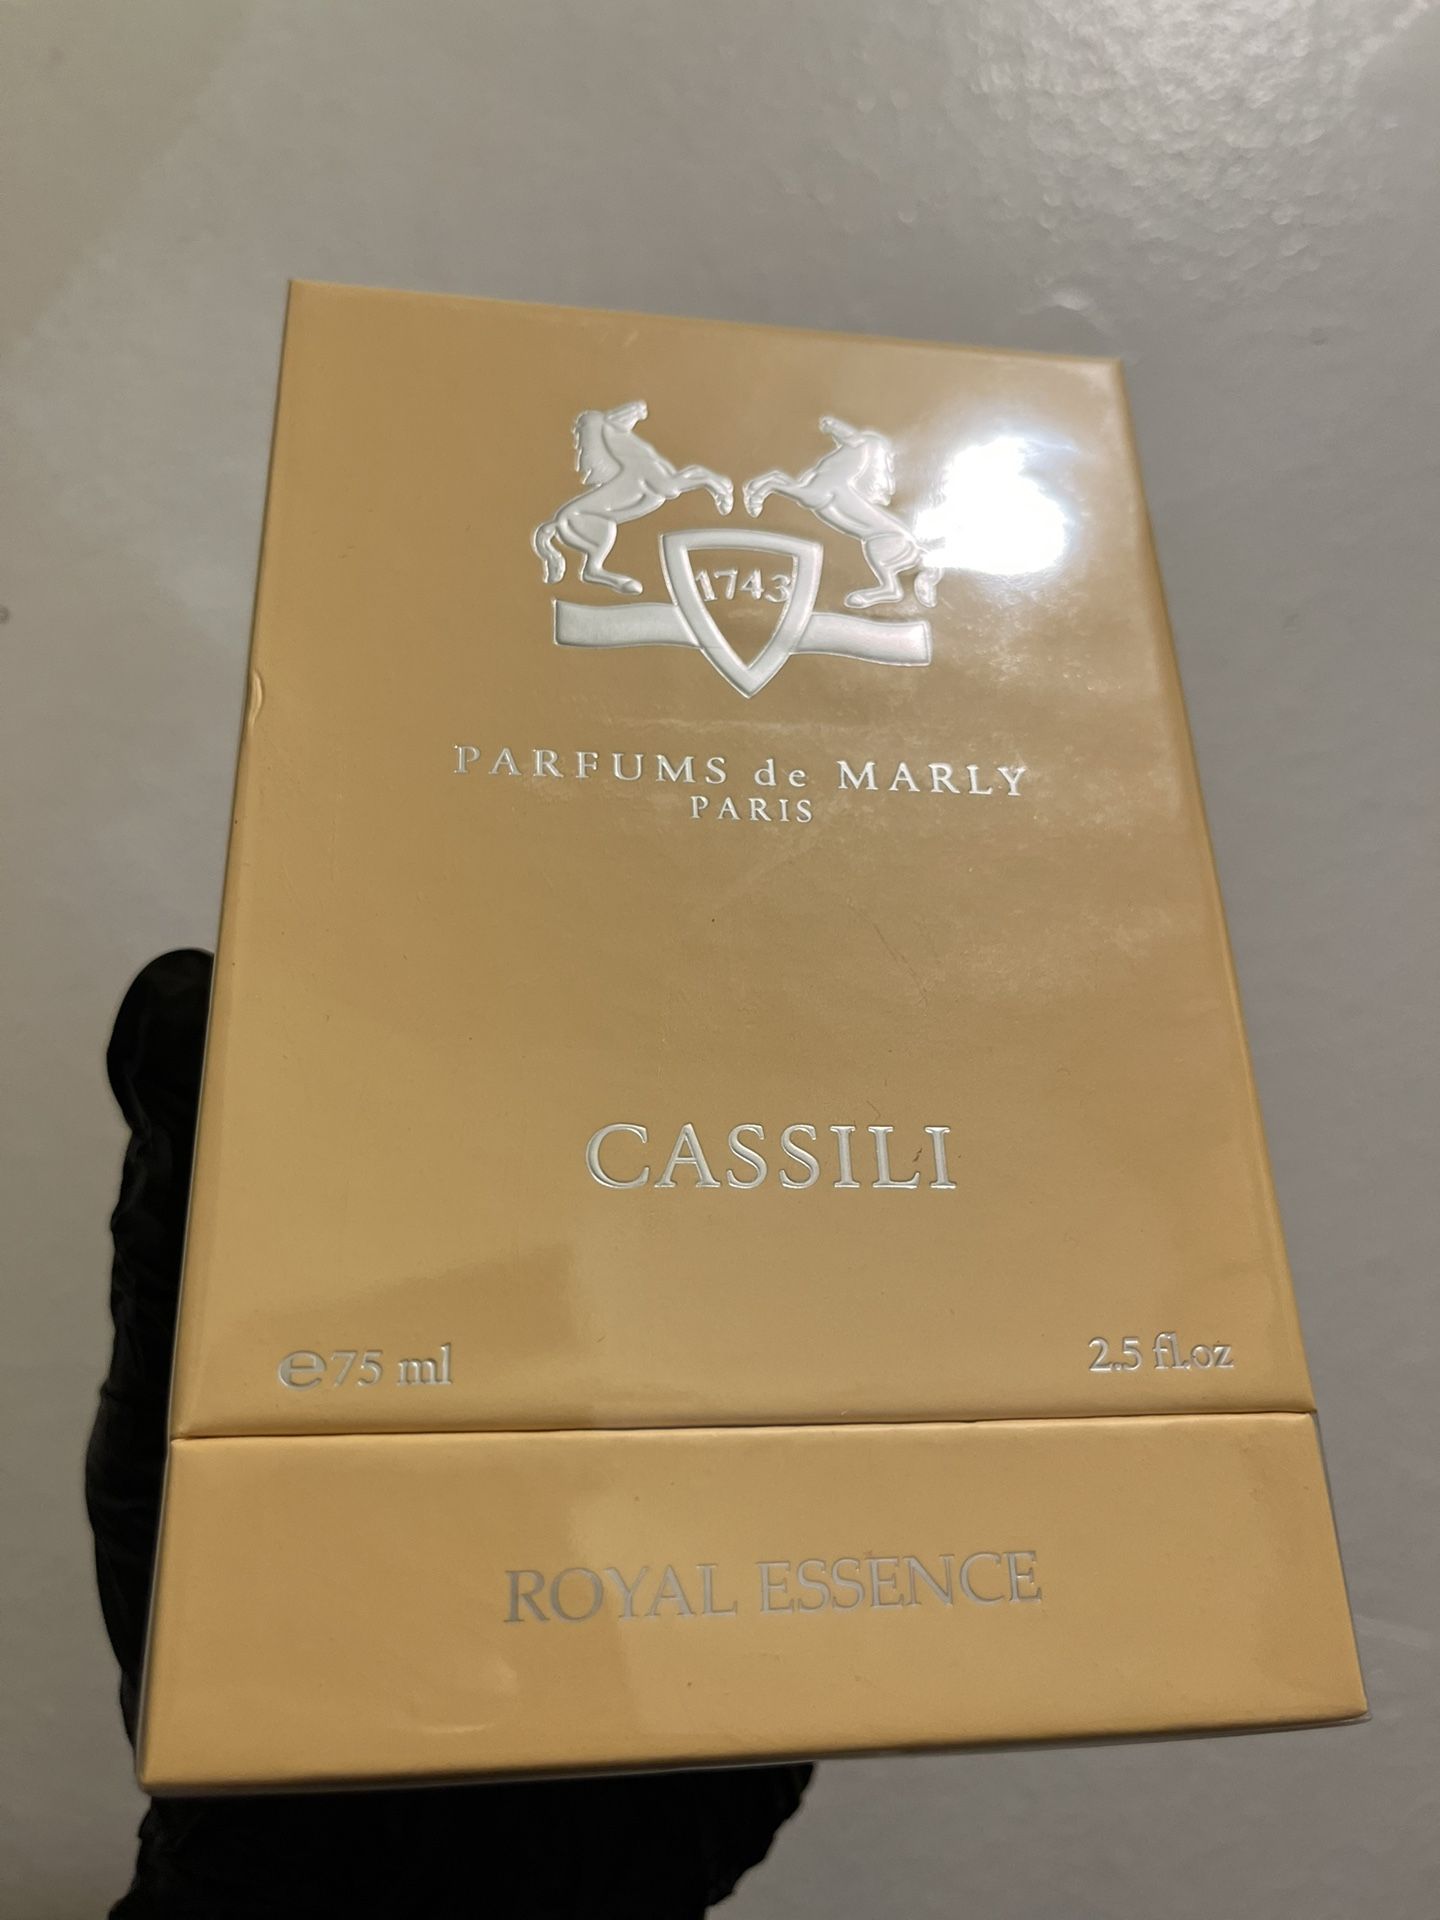 1743
PARFUMS de MARLY
PARIS
CASSILI
℮75 ml
2.5 fl.oz
ROYAL ESSENCE